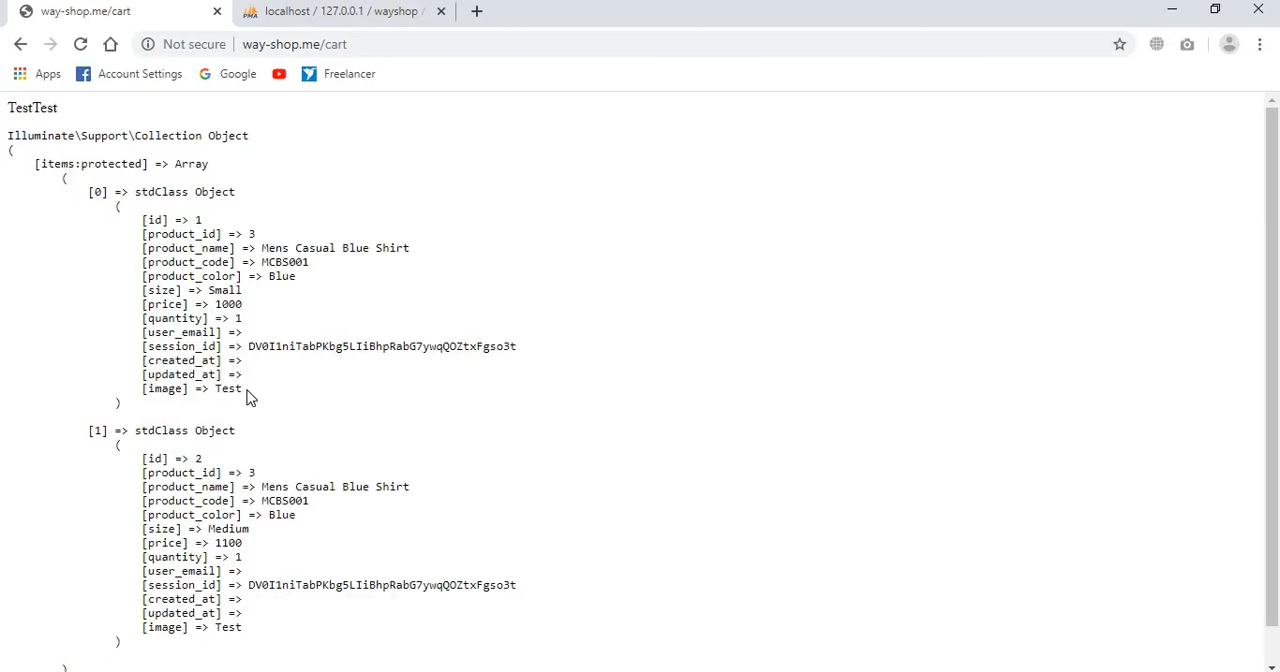 way-shop.me/cart
localhost / 127.0.0.1 / wayshop /
Not secure way-shop.me/cart
Apps Account Settings Google Freelancer
TestTest
Illuminate\Support\Collection Object
(
[items:protected] => Array
(
[0] => stdClass Object
(
[id] => 1
[product_id] => 3
[product_name] => Mens Casual Blue Shirt
[product_code] => MCBS001
[product_color] => Blue
[size] => Small
[price] => 1000
[quantity] => 1
[user_email] =>
[session_id] => DV0I1niTabPKbg5LIiBhpRabG7ywqQOZtxFgso3t
[created_at] =>
[updated_at] =>
[image] => Test
)
[1] => stdClass Object
(
[id] => 2
[product_id] => 3
[product_name] => Mens Casual Blue Shirt
[product_code] => MCBS001
[product_color] => Blue
[size] => Medium
[price] => 1100
[quantity] => 1
[user_email] =>
[session_id] => DV0I1niTabPKbg5LIiBhpRabG7ywqQOZtxFgso3t
[created_at] =>
[updated_at] =>
[image] => Test
)
)